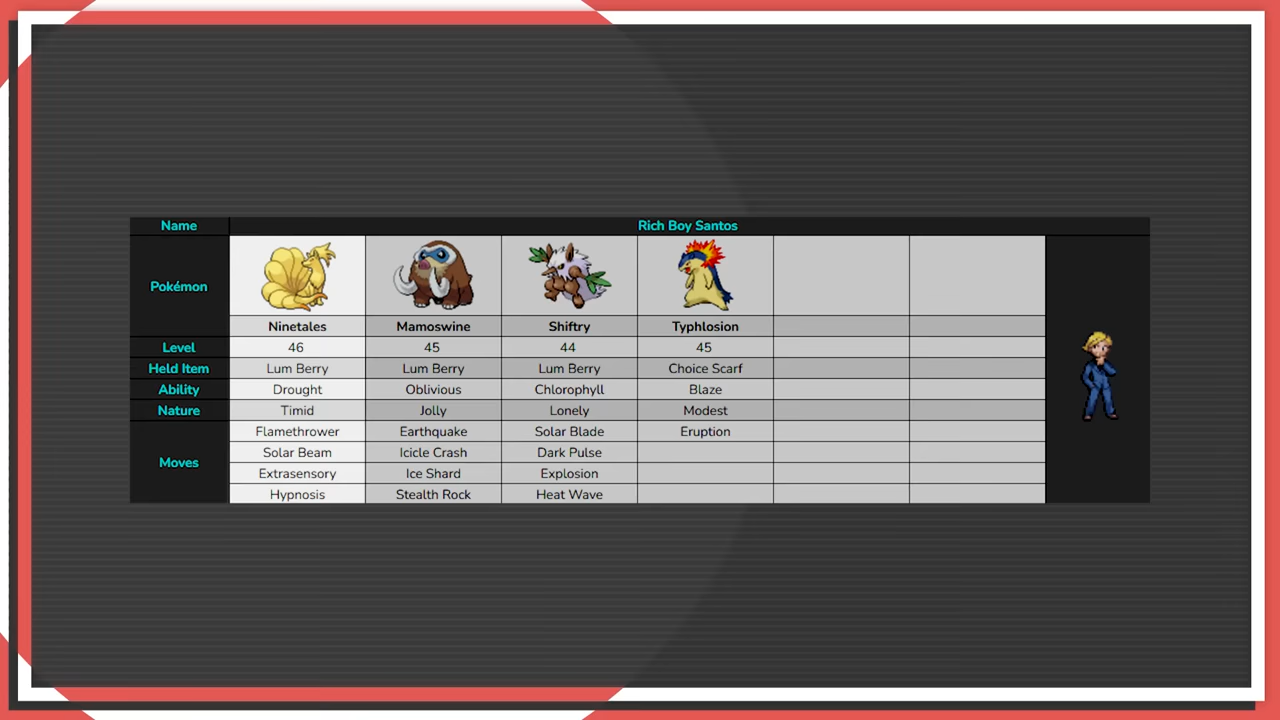 Name Rich Boy Santos
Pokémon
Ninetales Mamoswine Shiftry Typhlosion
Level 46 45 44 45
Held Item Lum Berry Lum Berry Lum Berry Choice Scarf
Ability Drought Oblivious Chlorophyll Blaze
Nature Timid Jolly Lonely Modest
Moves
Flamethrower Earthquake Solar Blade Eruption
Solar Beam Icicle Crash Dark Pulse
Extrasensory Ice Shard Explosion
Hypnosis Stealth Rock Heat Wave